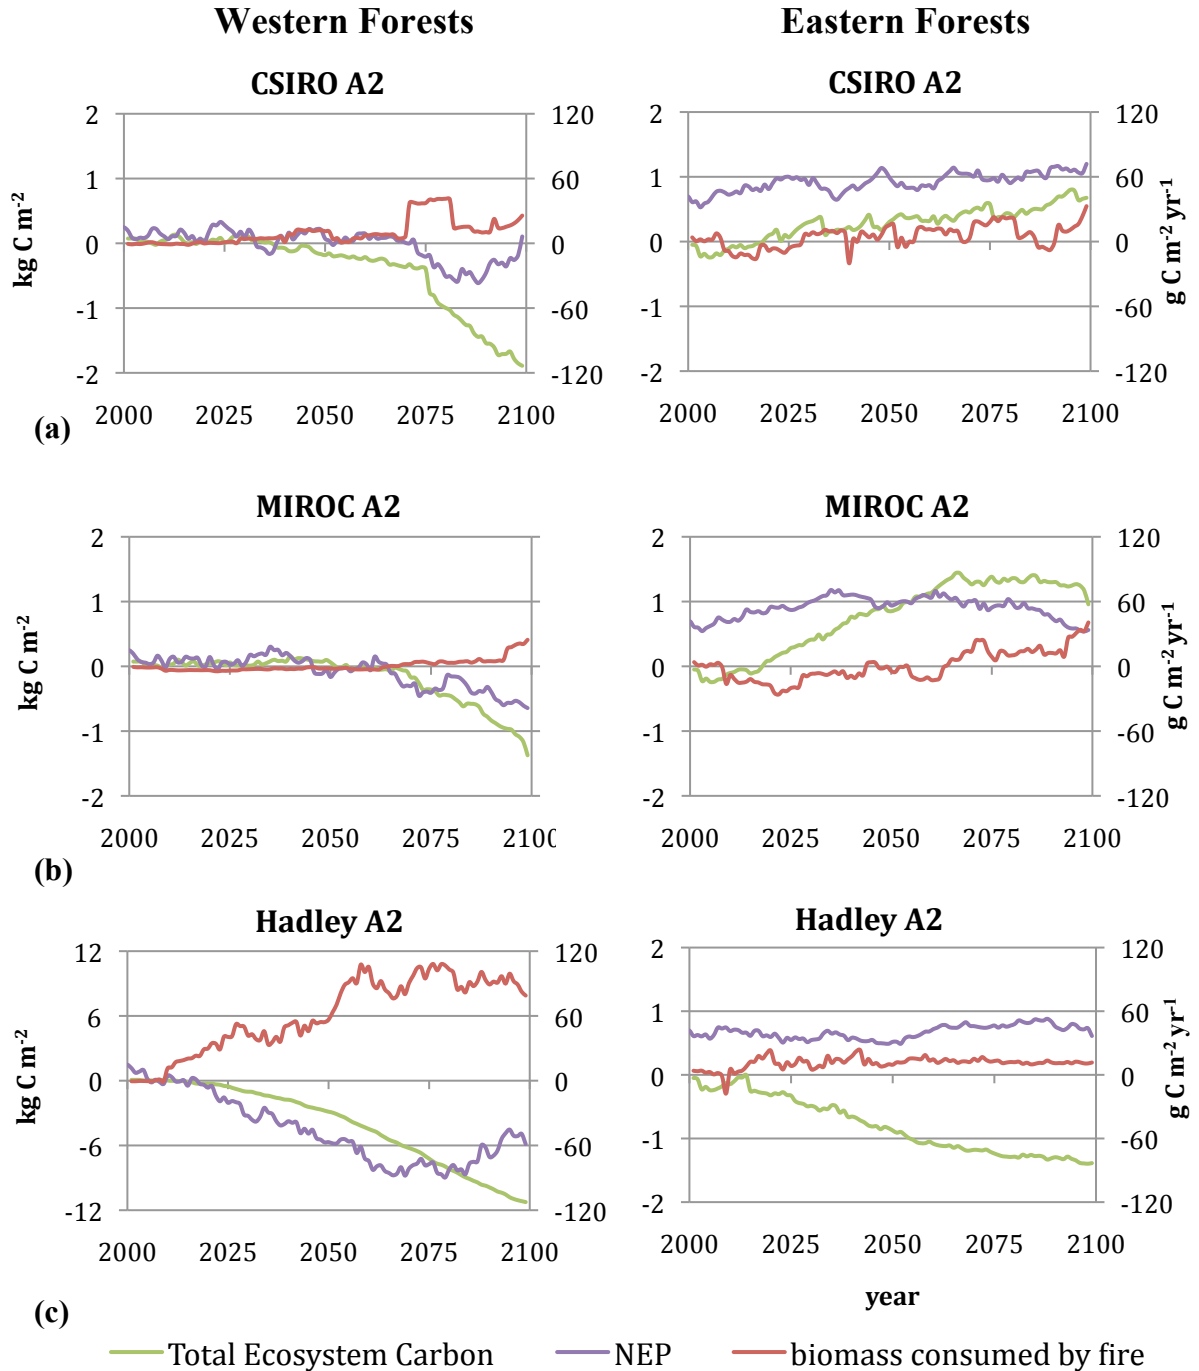 Western Forests Eastern Forests
CSIRO A2 CSIRO A2
2 120 2 120
1 60 1 60
0 0 0 0
-1 -60 -1 -60
-2 -120 -2 -120
kg C m-2 g C m-2 yr-1
2000 2025 2050 2075 2100 2000 2025 2050 2075 2100
(a)
MIROC A2 MIROC A2
2 2 120
1 1 60
0 0 0
-1 -1 -60
-2 -2 -120
kg C m-2 g C m-2 yr-1
2000 2025 2050 2075 2100 2000 2025 2050 2075 2100
(b)
Hadley A2 Hadley A2
12 120 2 120
6 60 1 60
0 0 0 0
-6 -60 -1 -60
-12 -120 -2 -120
kg C m-2 g C m-2 yr-1
2000 2025 2050 2075 2100 2000 2025 2050 2075 2100
year
(c)
Total Ecosystem Carbon NEP biomass consumed by fire